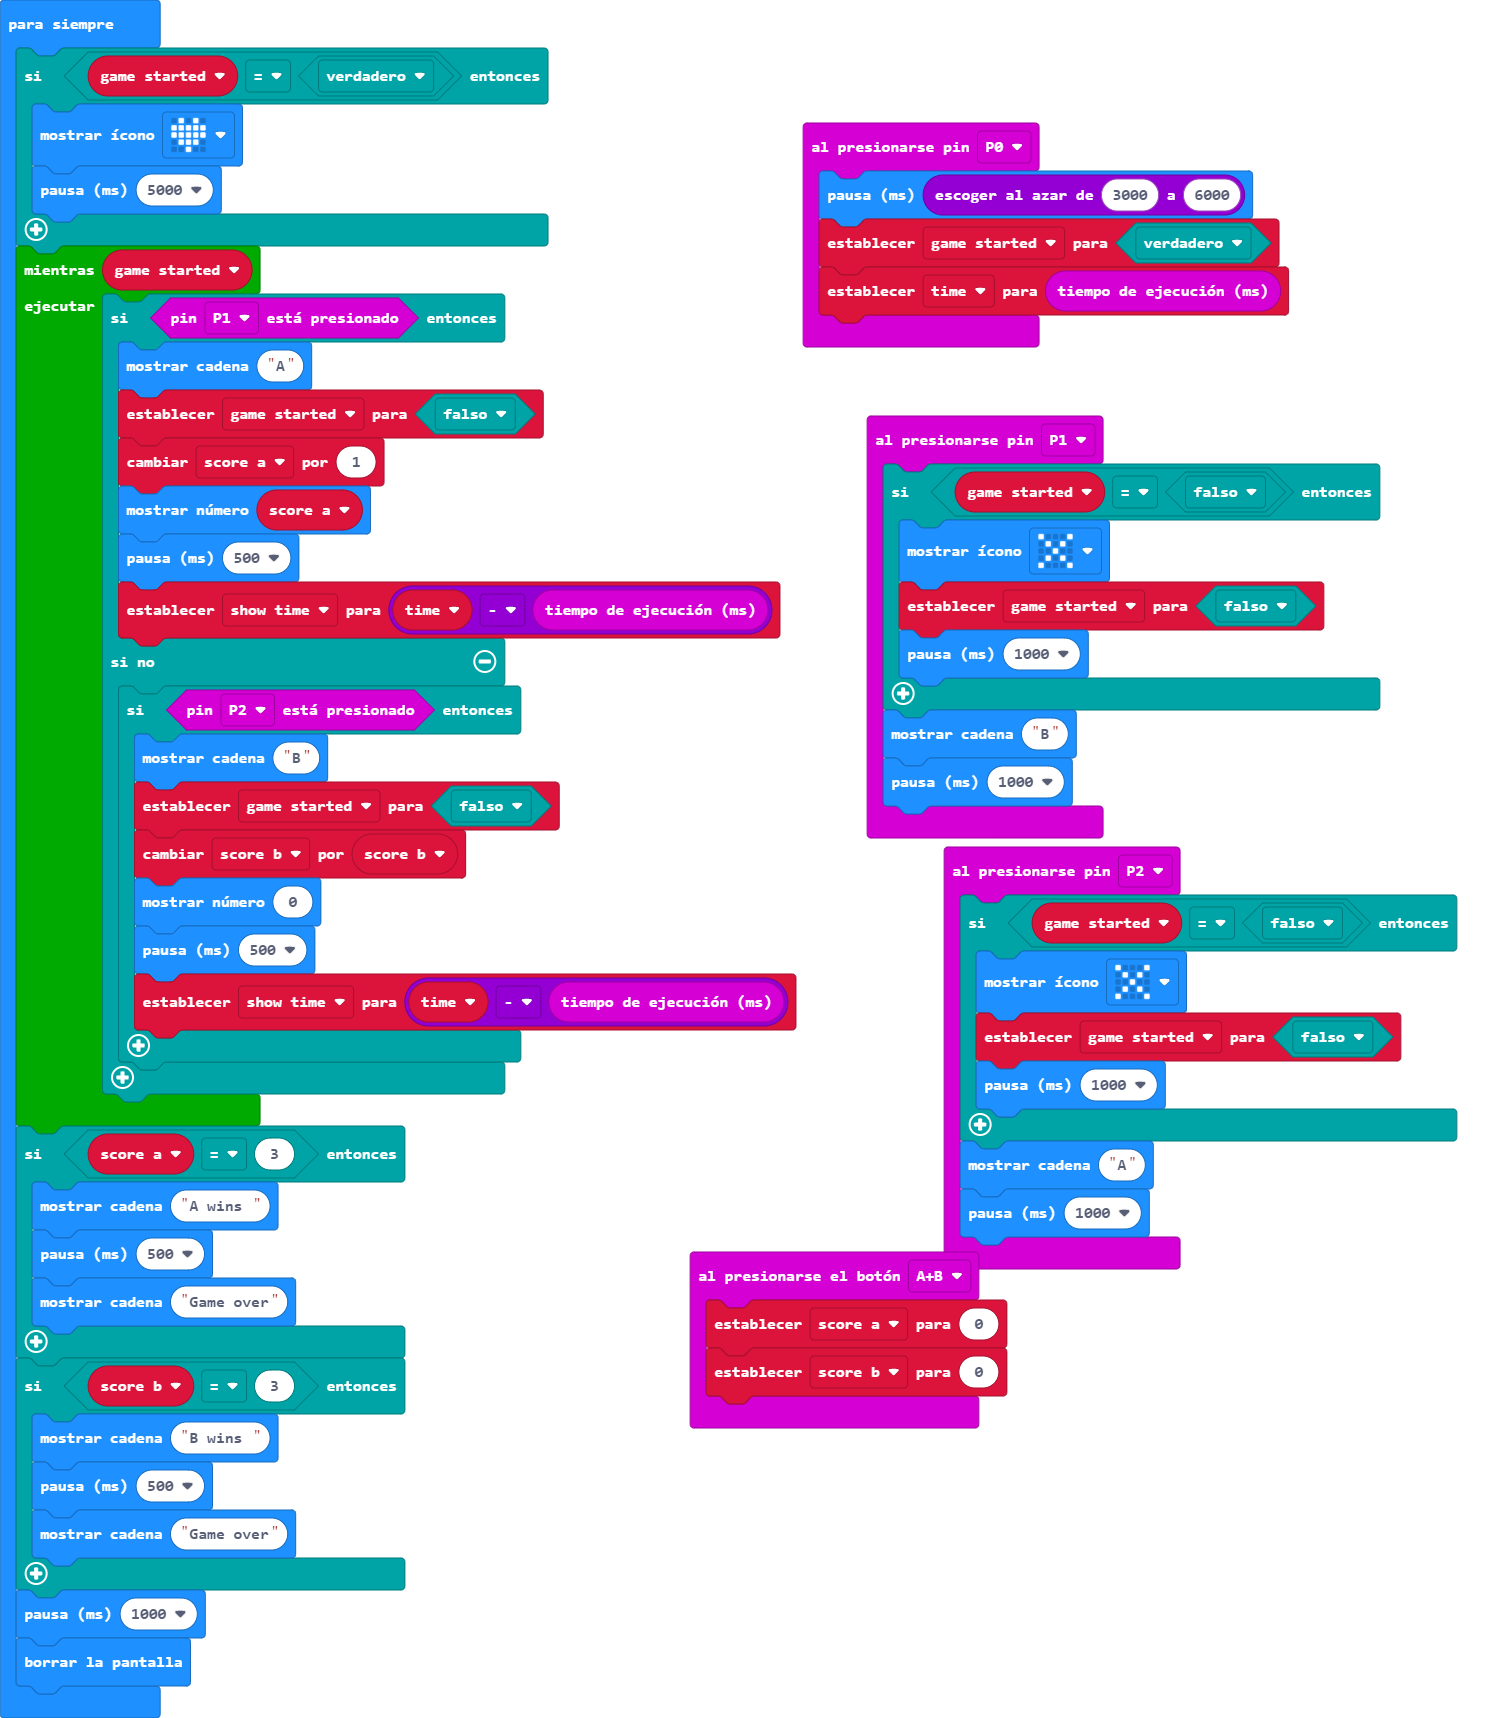 para siempre
si game started = verdadero entonces
mostrar ícono
pausa (ms) 5000
mientras game started
ejecutar si pin P1 está presionado entonces
mostrar cadena "A"
establecer game started para falso
cambiar score a por 1
mostrar número score a
pausa (ms) 500
establecer show time para time - tiempo de ejecución (ms)
si no
si pin P2 está presionado entonces
mostrar cadena "B"
establecer game started para falso
cambiar score b por score b
mostrar número 0
pausa (ms) 500
establecer show time para time - tiempo de ejecución (ms)
si score a = 3 entonces
mostrar cadena "A wins "
pausa (ms) 500
mostrar cadena "Game over"
si score b = 3 entonces
mostrar cadena "B wins "
pausa (ms) 500
mostrar cadena "Game over"
pausa (ms) 1000
borrar la pantalla
al presionarse pin P0
pausa (ms) escoger al azar de 3000 a 6000
establecer game started para verdadero
establecer time para tiempo de ejecución (ms)
al presionarse pin P1
si game started = falso entonces
mostrar ícono
establecer game started para falso
pausa (ms) 1000
mostrar cadena "B"
pausa (ms) 1000
al presionarse pin P2
si game started = falso entonces
mostrar ícono
establecer game started para falso
pausa (ms) 1000
mostrar cadena "A"
pausa (ms) 1000
al presionarse el botón A+B
establecer score a para 0
establecer score b para 0